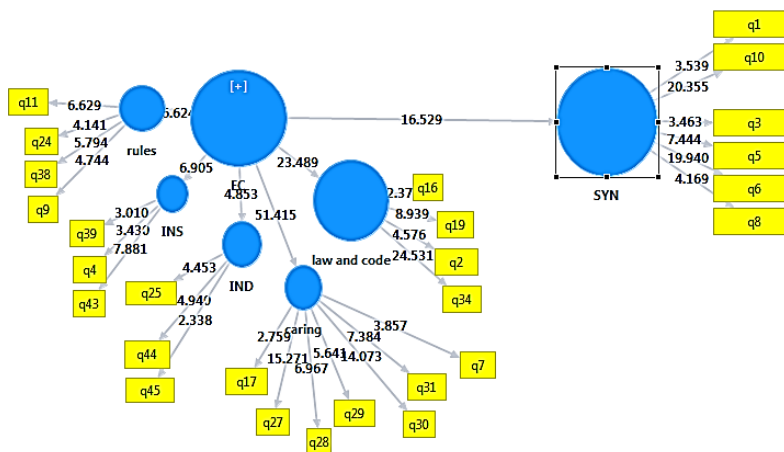 q1
3.539
q10
20.355
[+]
q11
6.629
6.624
q24
4.141
5.794
q38
4.744
q9
rules
16.529
3.463
q3
7.444
q5
19.940
q6
4.169
q8
SYN
23.489
6.905
EC
4.853
51.415
2.37
q16
8.939
q19
4.576
q2
24.531
q34
law and code
3.010
q39
3.430
q4
7.881
q43
INS
4.453
q25
4.940
2.338
q44
q45
IND
caring
2.759
15.271
6.967
5.641
14.073
7.384
3.857
q7
q17
q27
q28
q29
q30
q31